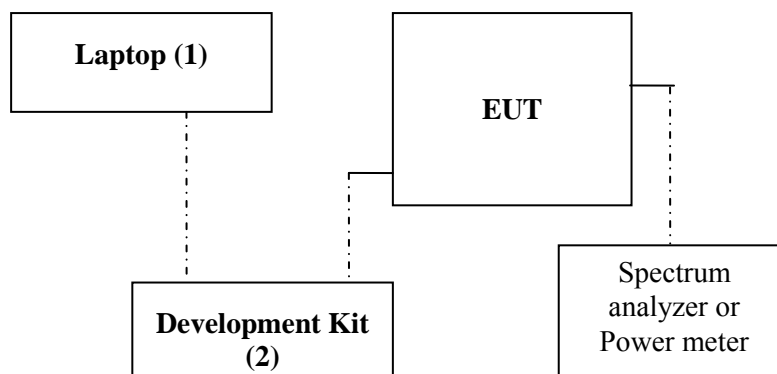 Laptop (1)
EUT
Development Kit
(2)
Spectrum
analyzer or
Power meter